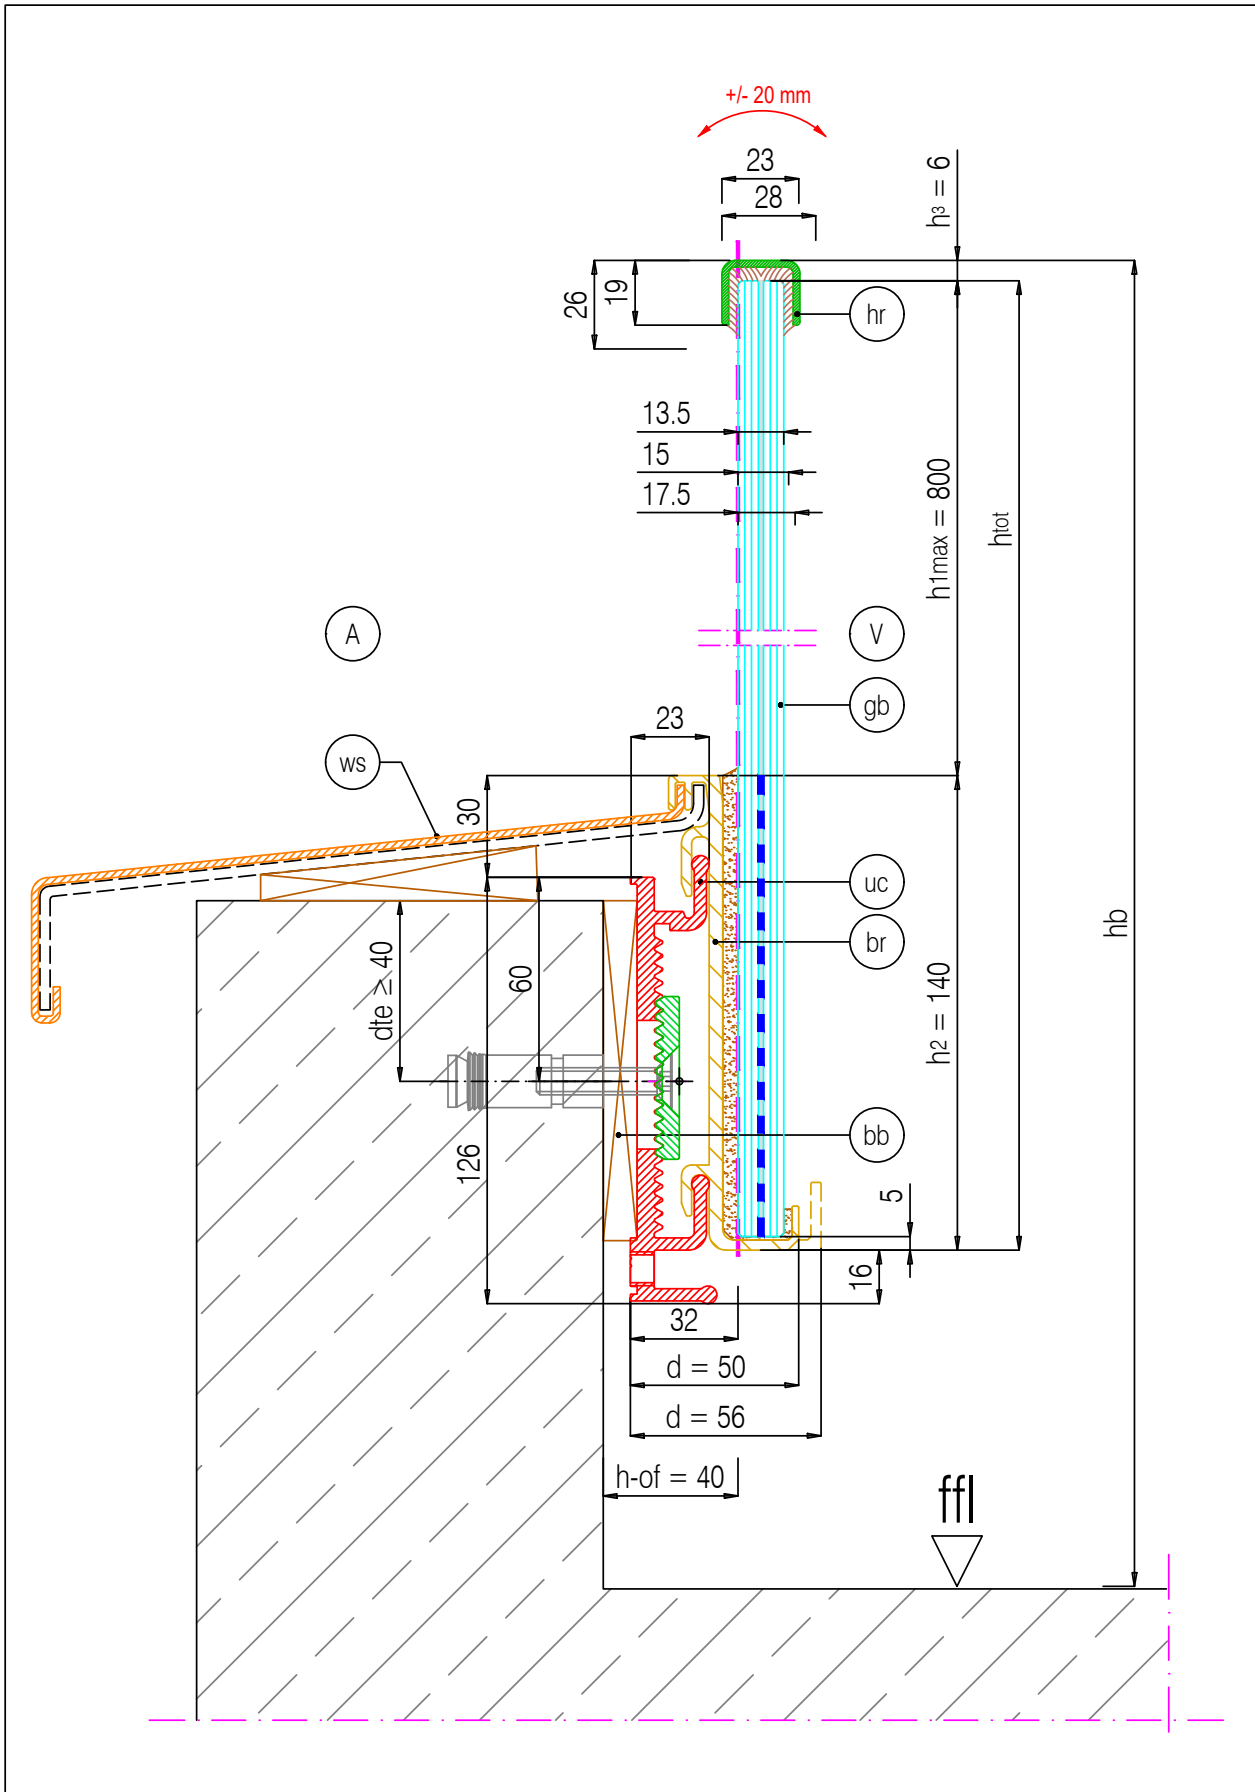 +/- 20 mm
23
28
h3 = 6
26
19
hr
13.5
15
17.5
h1max = 800
htot
A
V
gb
23
ws
30
uc
br
hb
dte ≥ 40
60
h2 = 140
126
bb
5
16
32
d = 50
d = 56
h-of = 40
ffl